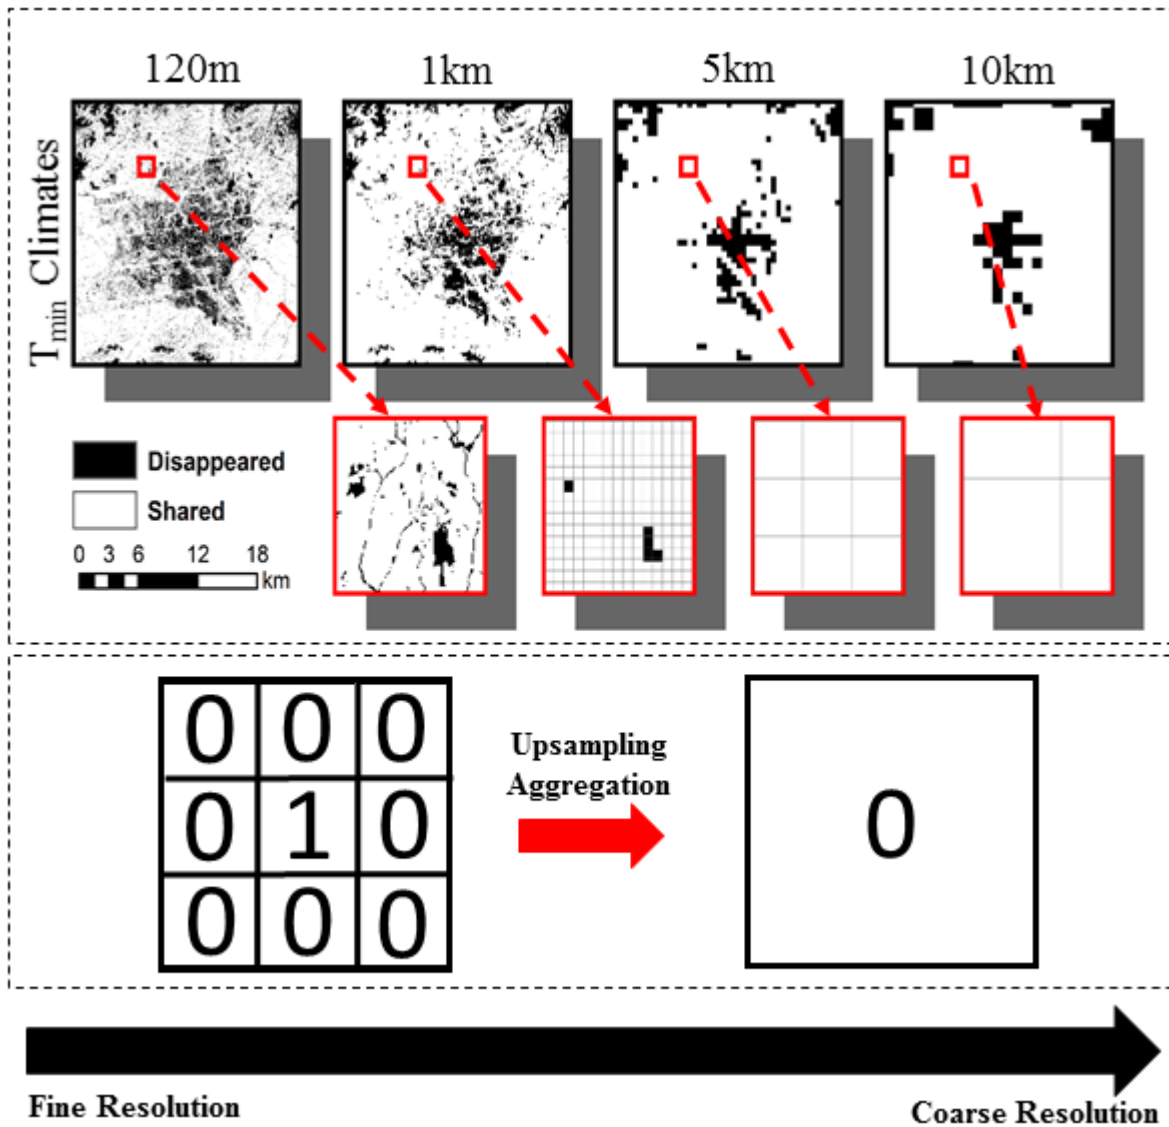 120m 1km 5km 10km
Tmin Climates
Disappeared
Shared
0 3 6 12 18
km
0 0 0
0 1 0
0 0 0
Upsampling
Aggregation
0
Fine Resolution
Coarse Resolution